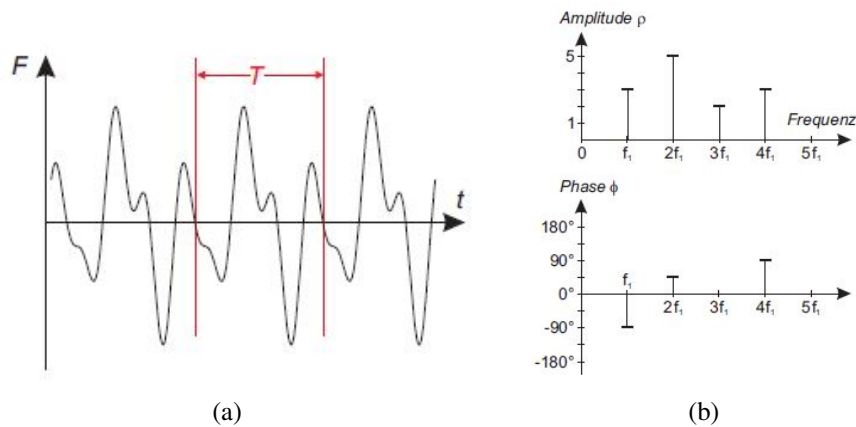 F
T
t
(a)
Amplitude ρ
5
1
Frequenz
0 f₁ 2f₁ 3f₁ 4f₁ 5f₁
Phase ϕ
180°
90°
f₁
0°
2f₁ 3f₁ 4f₁ 5f₁
-90°
-180°
(b)